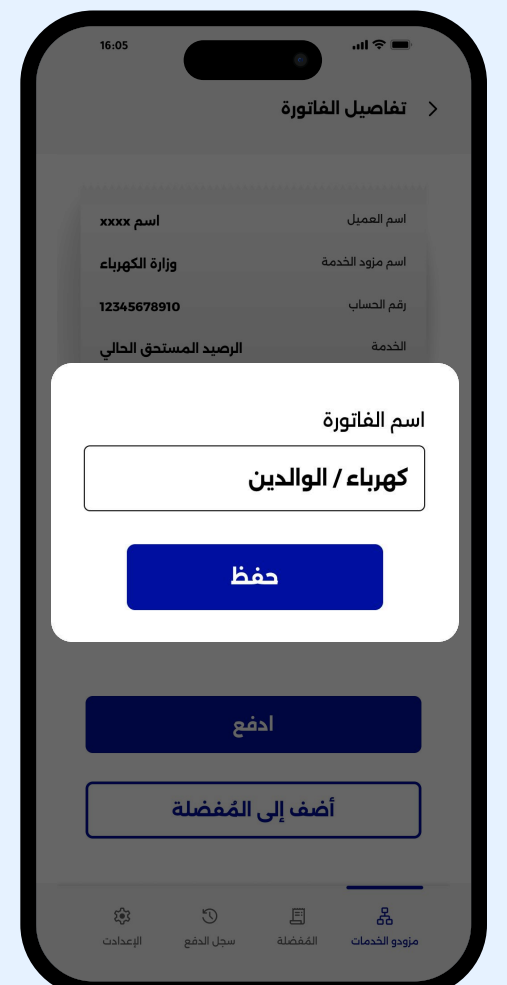 16:05
تفاصيل الفاتورة
اسم العميل اسم xxxx
اسم مزود الخدمة وزارة الكهرباء
رقم الحساب 12345678910
الخدمة الرصيد المستحق الحالي
اسم الفاتورة
كهرباء / الوالدين
حفظ
ادفع
أضف إلى المُفضلة
مزودو الخدمات المُفضلة سجل الدفع الإعدادت